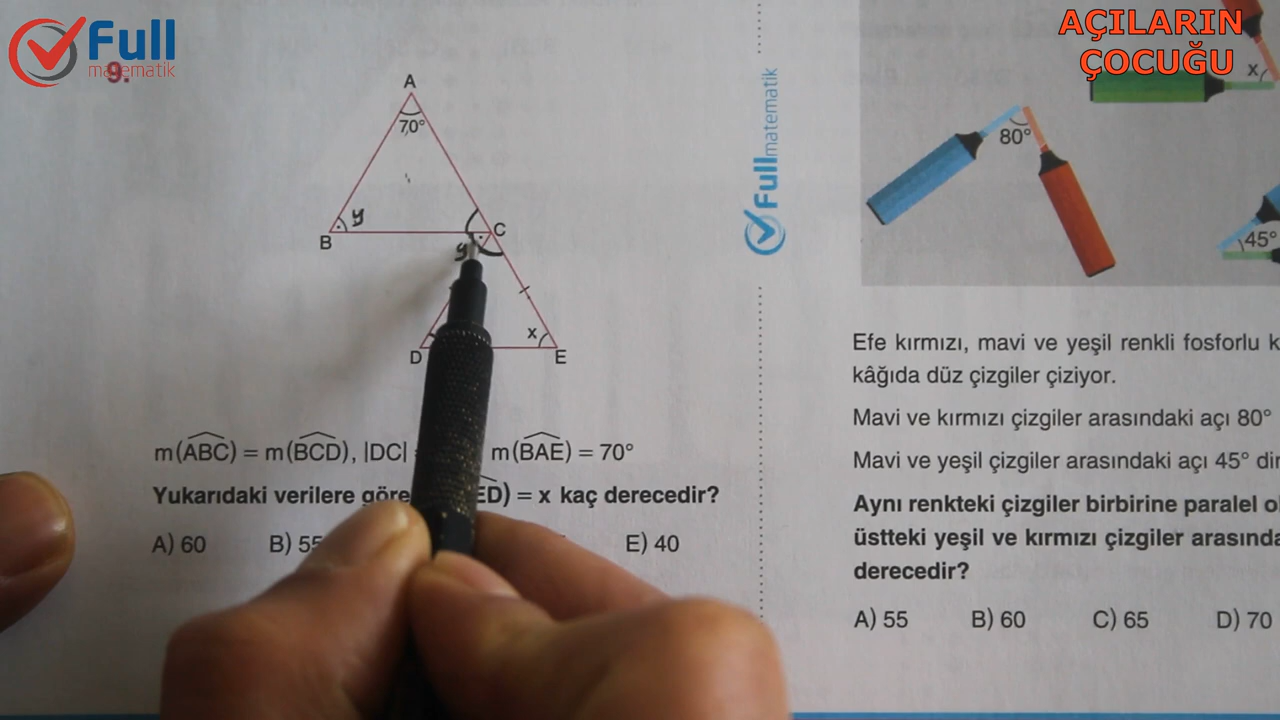 Full
matematik
AÇILARIN
ÇOCUĞU
9.
A
70°
B
y
C
y
D
x
E
m(ABC) = m(BCD), |DC| m(BAE) = 70°
Yukarıdaki verilere göre ED) = x kaç derecedir?
A) 60 B) 55 E) 40
Fullmatematik
x
80°
45°
Efe kırmızı, mavi ve yeşil renkli fosforlu
kâğıda düz çizgiler çiziyor.
Mavi ve kırmızı çizgiler arasındaki açı 80°
Mavi ve yeşil çizgiler arasındaki açı 45°
Aynı renkteki çizgiler birbirine paralel
üstteki yeşil ve kırmızı çizgiler
derecedir?
A) 55 B) 60 C) 65 D) 70